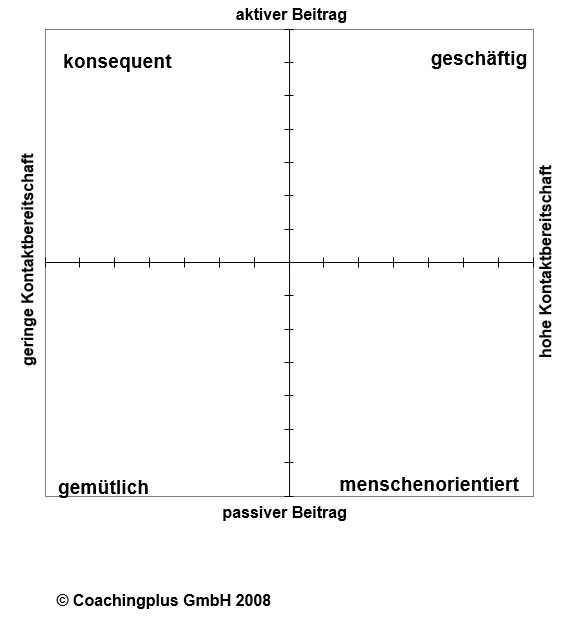 aktiver Beitrag
konsequent
geschäftig
geringe Kontaktbereitschaft
hohe Kontaktbereitschaft
gemütlich
menschenorientiert
passiver Beitrag
© Coachingplus GmbH 2008